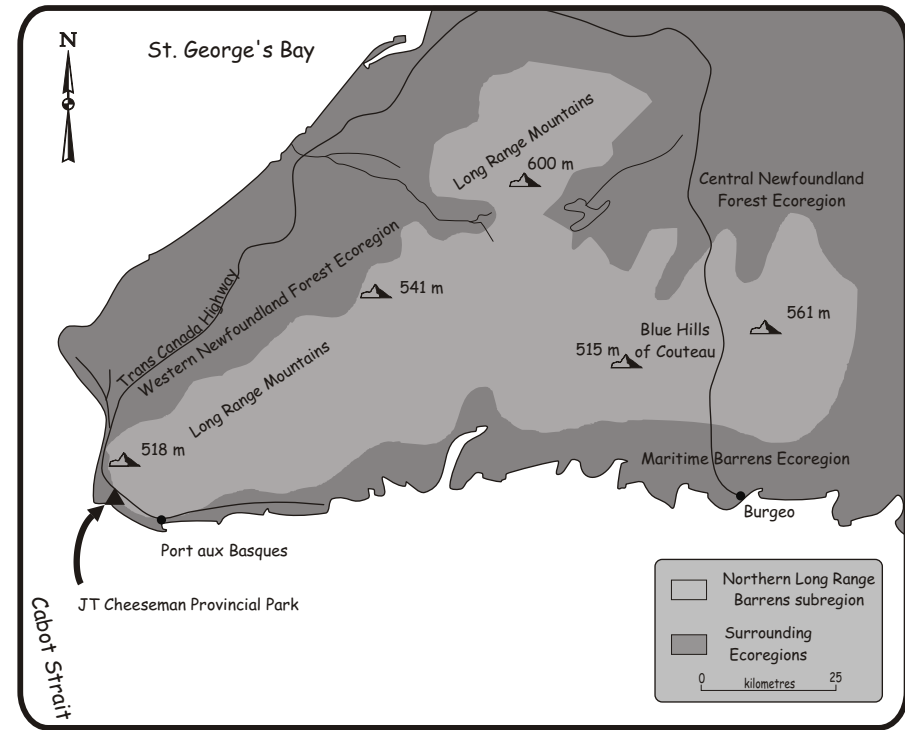 N
St. George's Bay
Long Range Mountains
600 m
Central Newfoundland
Forest Ecoregion
Trans Canada Highway
Western Newfoundland Forest Ecoregion
541 m
561 m
Blue Hills
of Couteau
515 m
Long Range Mountains
518 m
Maritime Barrens Ecoregion
Burgeo
Port aux Basques
JT Cheeseman Provincial Park
Cabot Strait
Northern Long Range
Barrens subregion
Surrounding
Ecoregions
0 kilometres 25